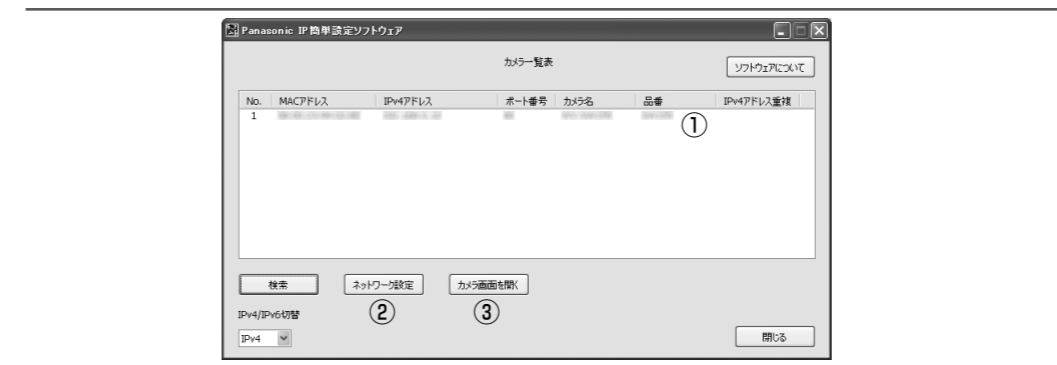 Panasonic IP簡単設定ソフトウェア
カメラ一覧表
ソフトウェアについて
No. MACアドレス IPv4アドレス ポート番号 カメラ名 品番 IPv4アドレス重複
1
①
検索 ネットワーク設定 カメラ画面を開く
② ③
IPv4/IPv6切替
IPv4
閉じる